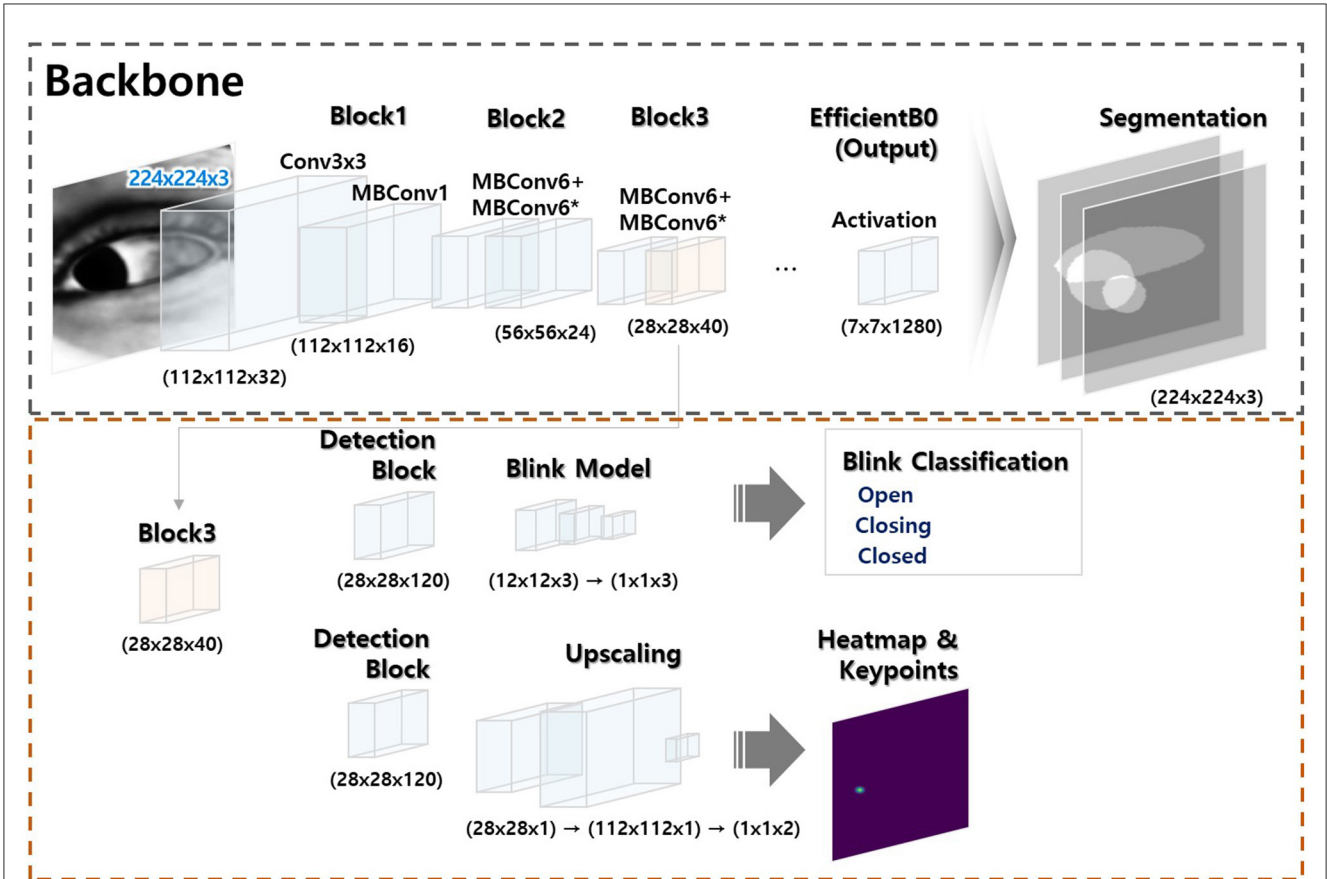 Backbone
Block1
Block2
Block3
EfficientB0
(Output)
Segmentation
224x224x3
Conv3x3
MBConv1
MBConv6+
MBConv6*
MBConv6+
MBConv6*
Activation
...
(112x112x32)
(112x112x16)
(56x56x24)
(28x28x40)
(7x7x1280)
(224x224x3)
Block3
(28x28x40)
Detection
Block
(28x28x120)
Blink Model
(12x12x3) → (1x1x3)
Blink Classification
Open
Closing
Closed
Detection
Block
(28x28x120)
Upscaling
(28x28x1) → (112x112x1) → (1x1x2)
Heatmap &
Keypoints